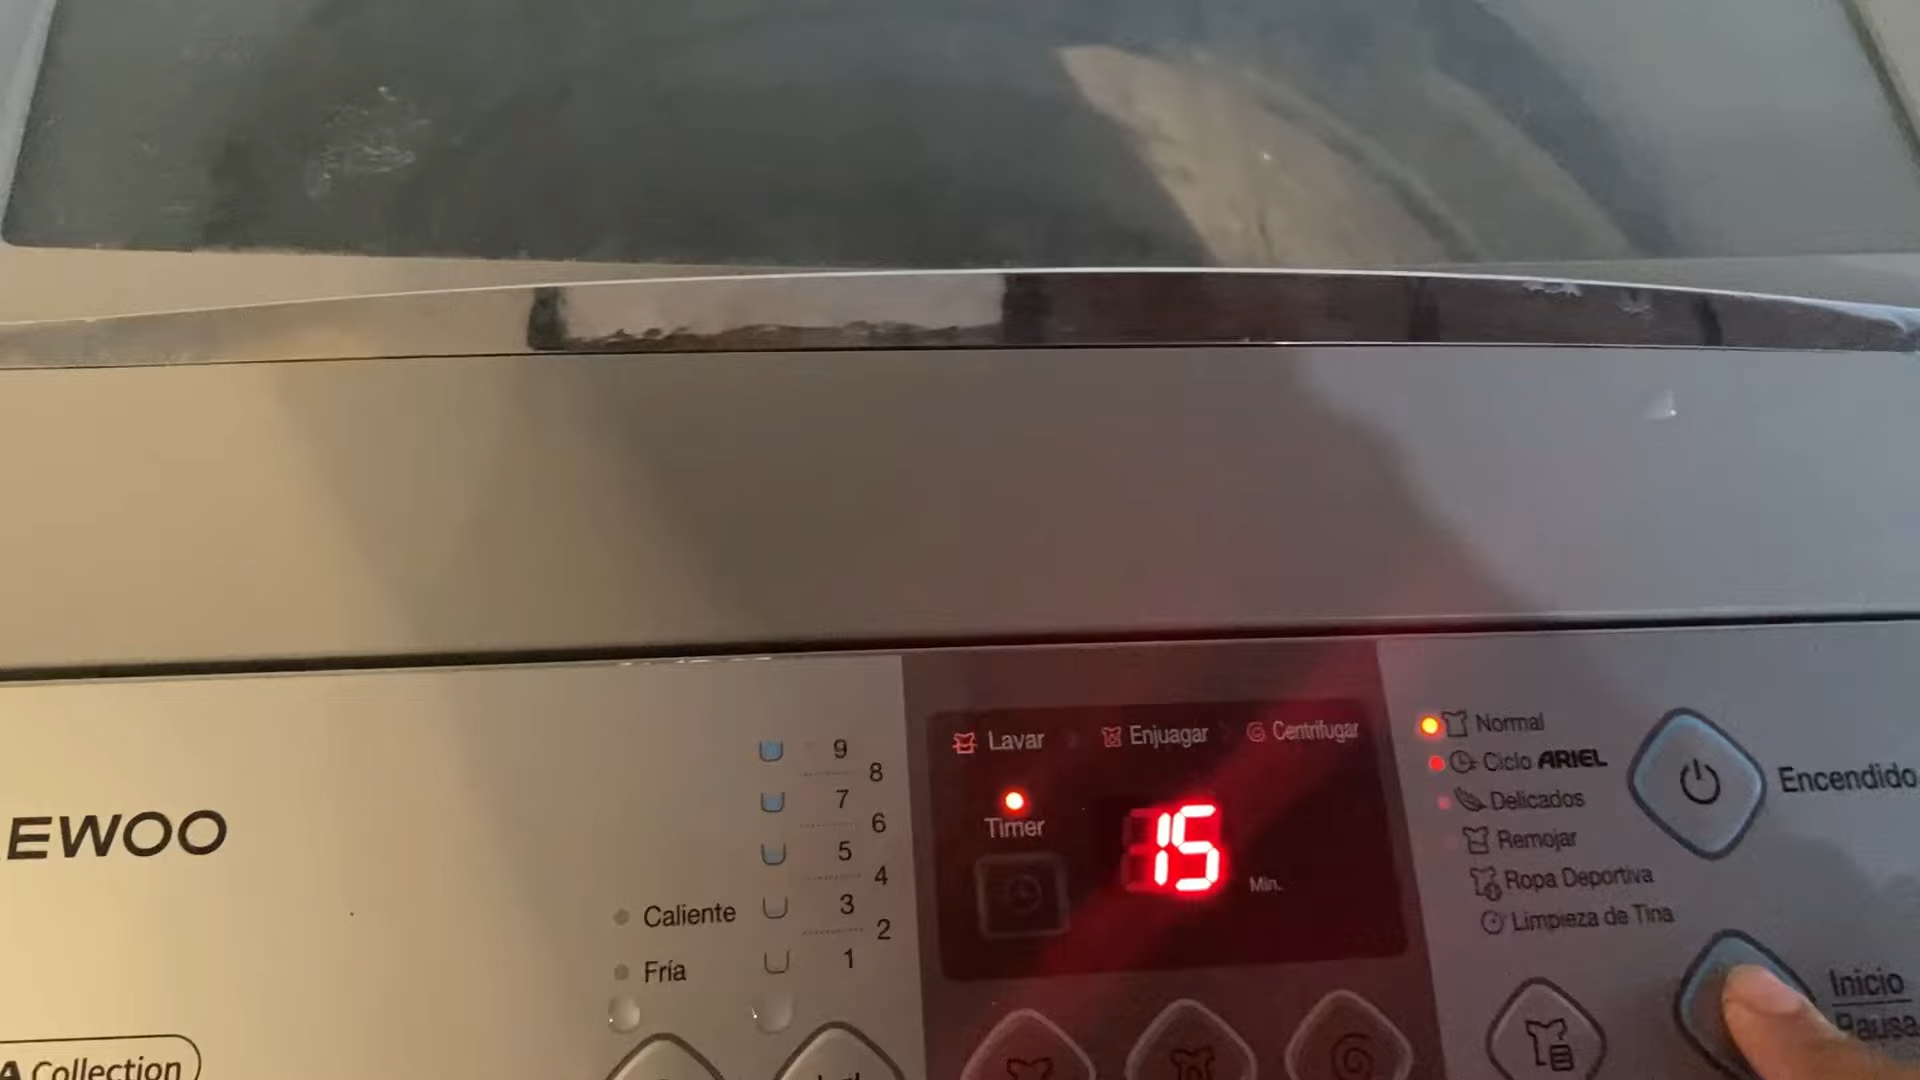 EWOO
Collection
Caliente
Fría
9
8
7
6
5
4
3
2
1
Lavar
Enjuagar
Centrifugar
Timer
15
Min.
Normal
Ciclo ARIEL
Delicados
Remojar
Ropa Deportiva
Limpieza de Tina
Encendido
Inicio
Pausa